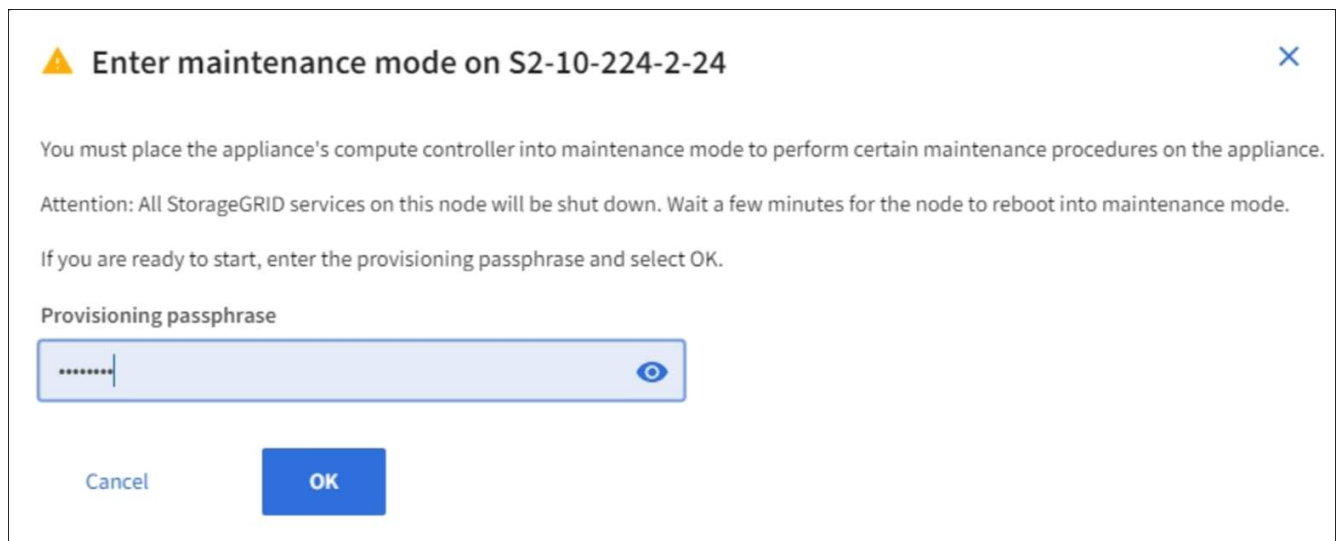 Enter maintenance mode on S2-10-224-2-24
You must place the appliance's compute controller into maintenance mode to perform certain maintenance procedures on the appliance.
Attention: All StorageGRID services on this node will be shut down. Wait a few minutes for the node to reboot into maintenance mode.
If you are ready to start, enter the provisioning passphrase and select OK.
Provisioning passphrase
••••••••
Cancel OK